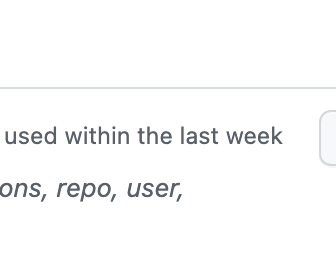 used within the last week
ons, repo, user,